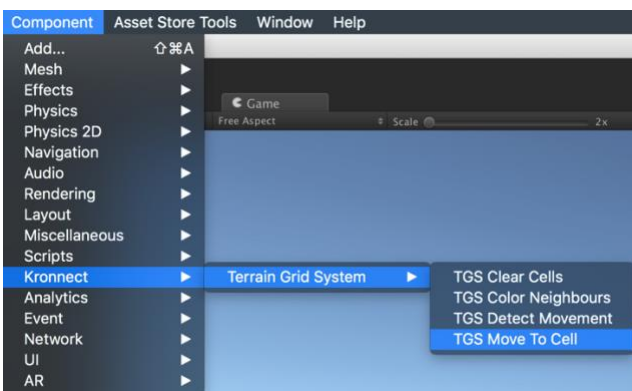 Component Asset Store Tools Window Help
Add... ⇧⌘A
Mesh
Effects
Physics
Physics 2D
Navigation
Audio
Rendering
Layout
Miscellaneous
Scripts
Kronnect
Analytics
Event
Network
UI
AR
Game
Free Aspect Scale 2x
Terrain Grid System
TGS Clear Cells
TGS Color Neighbours
TGS Detect Movement
TGS Move To Cell